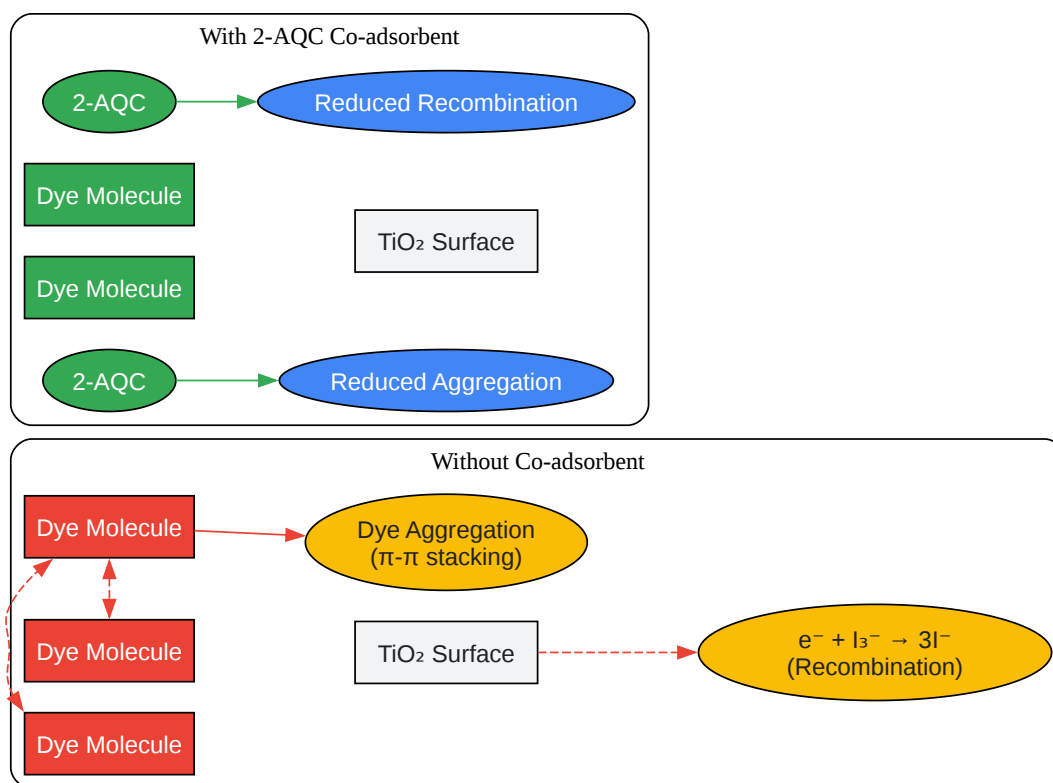 With 2-AQC Co-adsorbent
2-AQC
Reduced Recombination
Dye Molecule
TiO₂ Surface
Dye Molecule
2-AQC
Reduced Aggregation
Without Co-adsorbent
Dye Molecule
Dye Aggregation
(π-π stacking)
Dye Molecule
TiO₂ Surface
e⁻ + I₃⁻ → 3I⁻
(Recombination)
Dye Molecule